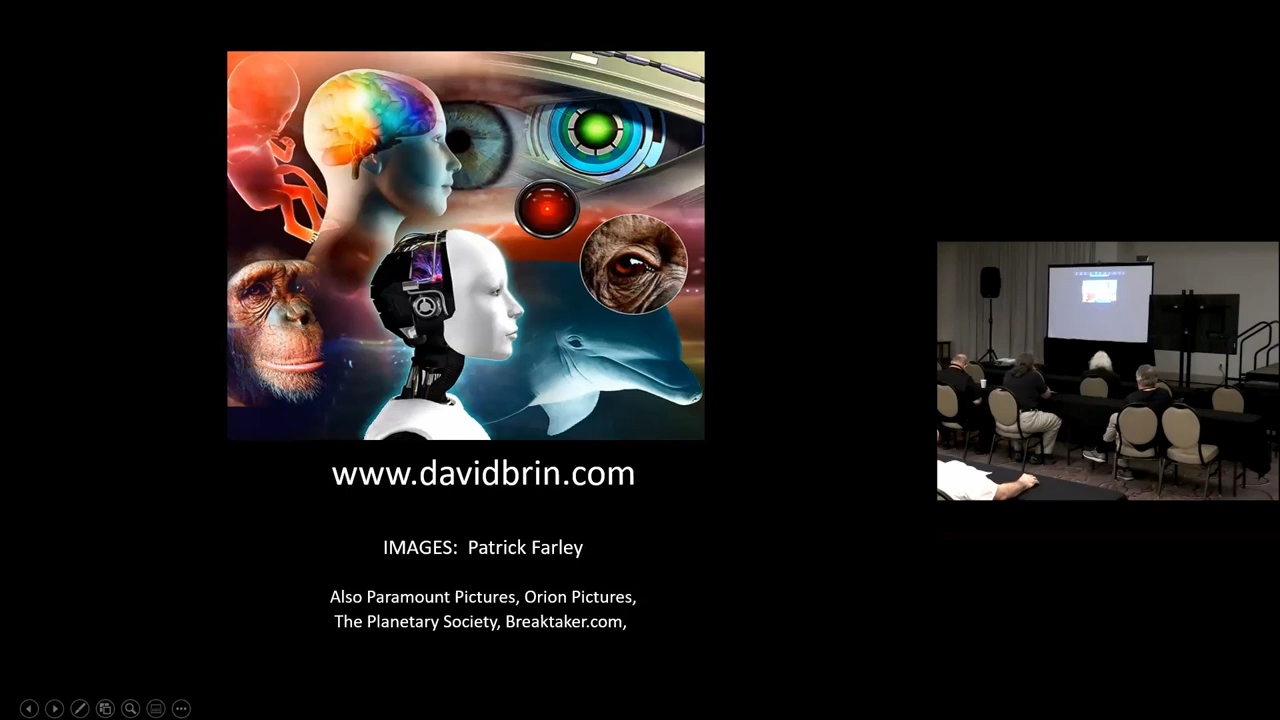 www.davidbrin.com
IMAGES: Patrick Farley
Also Paramount Pictures, Orion Pictures,
The Planetary Society, Breaktaker.com,